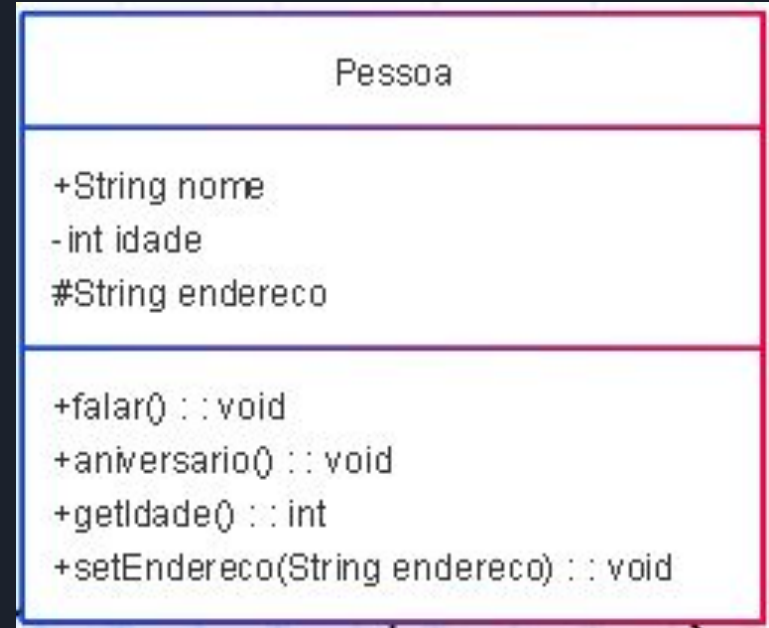 Pessoa
+String nome
-int idade
#String endereco
+falar() : : void
+aniversario() : : void
+getIdade() : : int
+setEndereco(String endereco) : : void